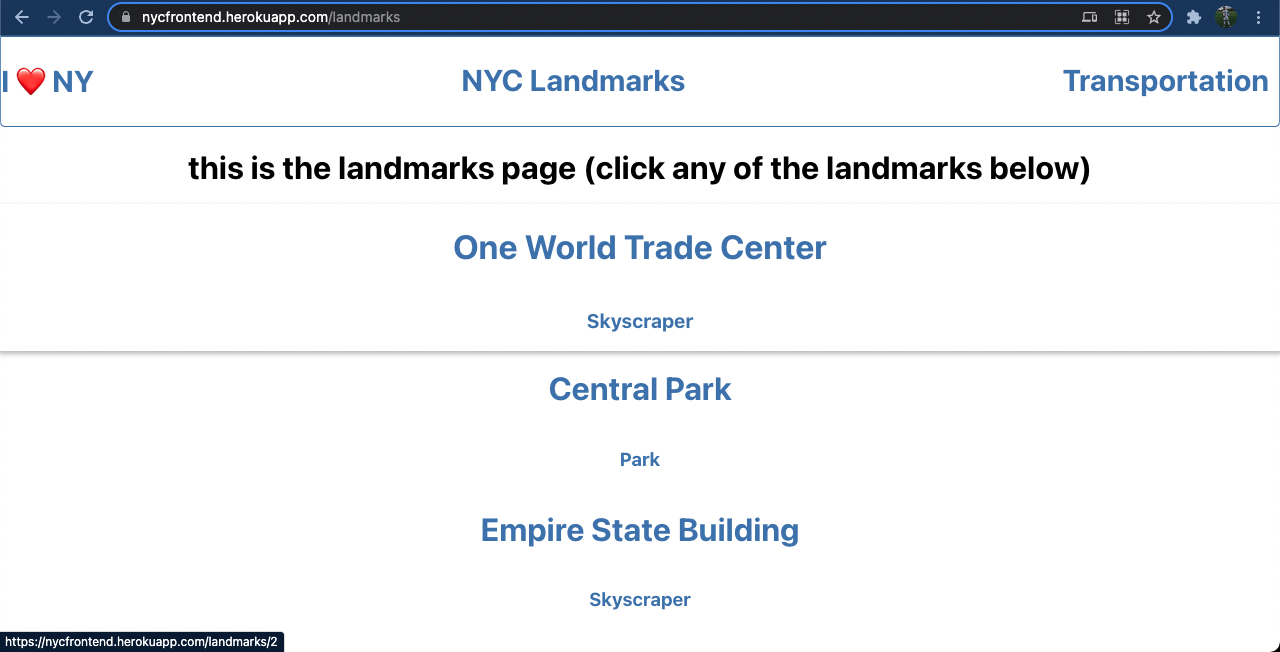 nycfrontend.herokuapp.com/landmarks
I ❤️ NY
NYC Landmarks
Transportation
this is the landmarks page (click any of the landmarks below)
One World Trade Center
Skyscraper
Central Park
Park
Empire State Building
Skyscraper
https://nycfrontend.herokuapp.com/landmarks/2